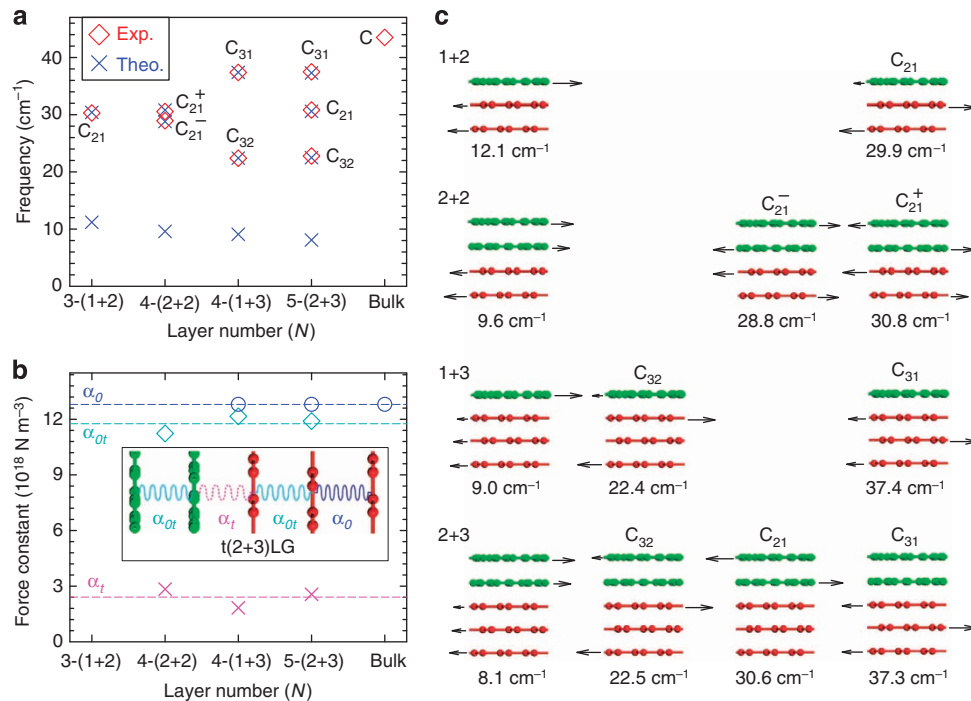 a
Exp.
Theo.
C₃₁
C₃₁
C
C₂₁
C₂₁⁺
C₂₁⁻
C₃₂
C₂₁
C₃₂
40
30
20
10
0
Frequency (cm⁻¹)
3-(1+2) 4-(2+2) 4-(1+3) 5-(2+3) Bulk
Layer number (N)
b
α₀
α₀ₜ
αₜ
12
9
6
3
0
Force constant (10¹⁸ N m⁻³)
α₀ₜ αₜ α₀ₜ α₀
t(2+3)LG
3-(1+2) 4-(2+2) 4-(1+3) 5-(2+3) Bulk
Layer number (N)
c
1+2
C₂₁
12.1 cm⁻¹ 29.9 cm⁻¹
2+2
C₂₁⁻ C₂₁⁺
9.6 cm⁻¹ 28.8 cm⁻¹ 30.8 cm⁻¹
1+3
C₃₂ C₃₁
9.0 cm⁻¹ 22.4 cm⁻¹ 37.4 cm⁻¹
2+3
C₃₂ C₂₁ C₃₁
8.1 cm⁻¹ 22.5 cm⁻¹ 30.6 cm⁻¹ 37.3 cm⁻¹